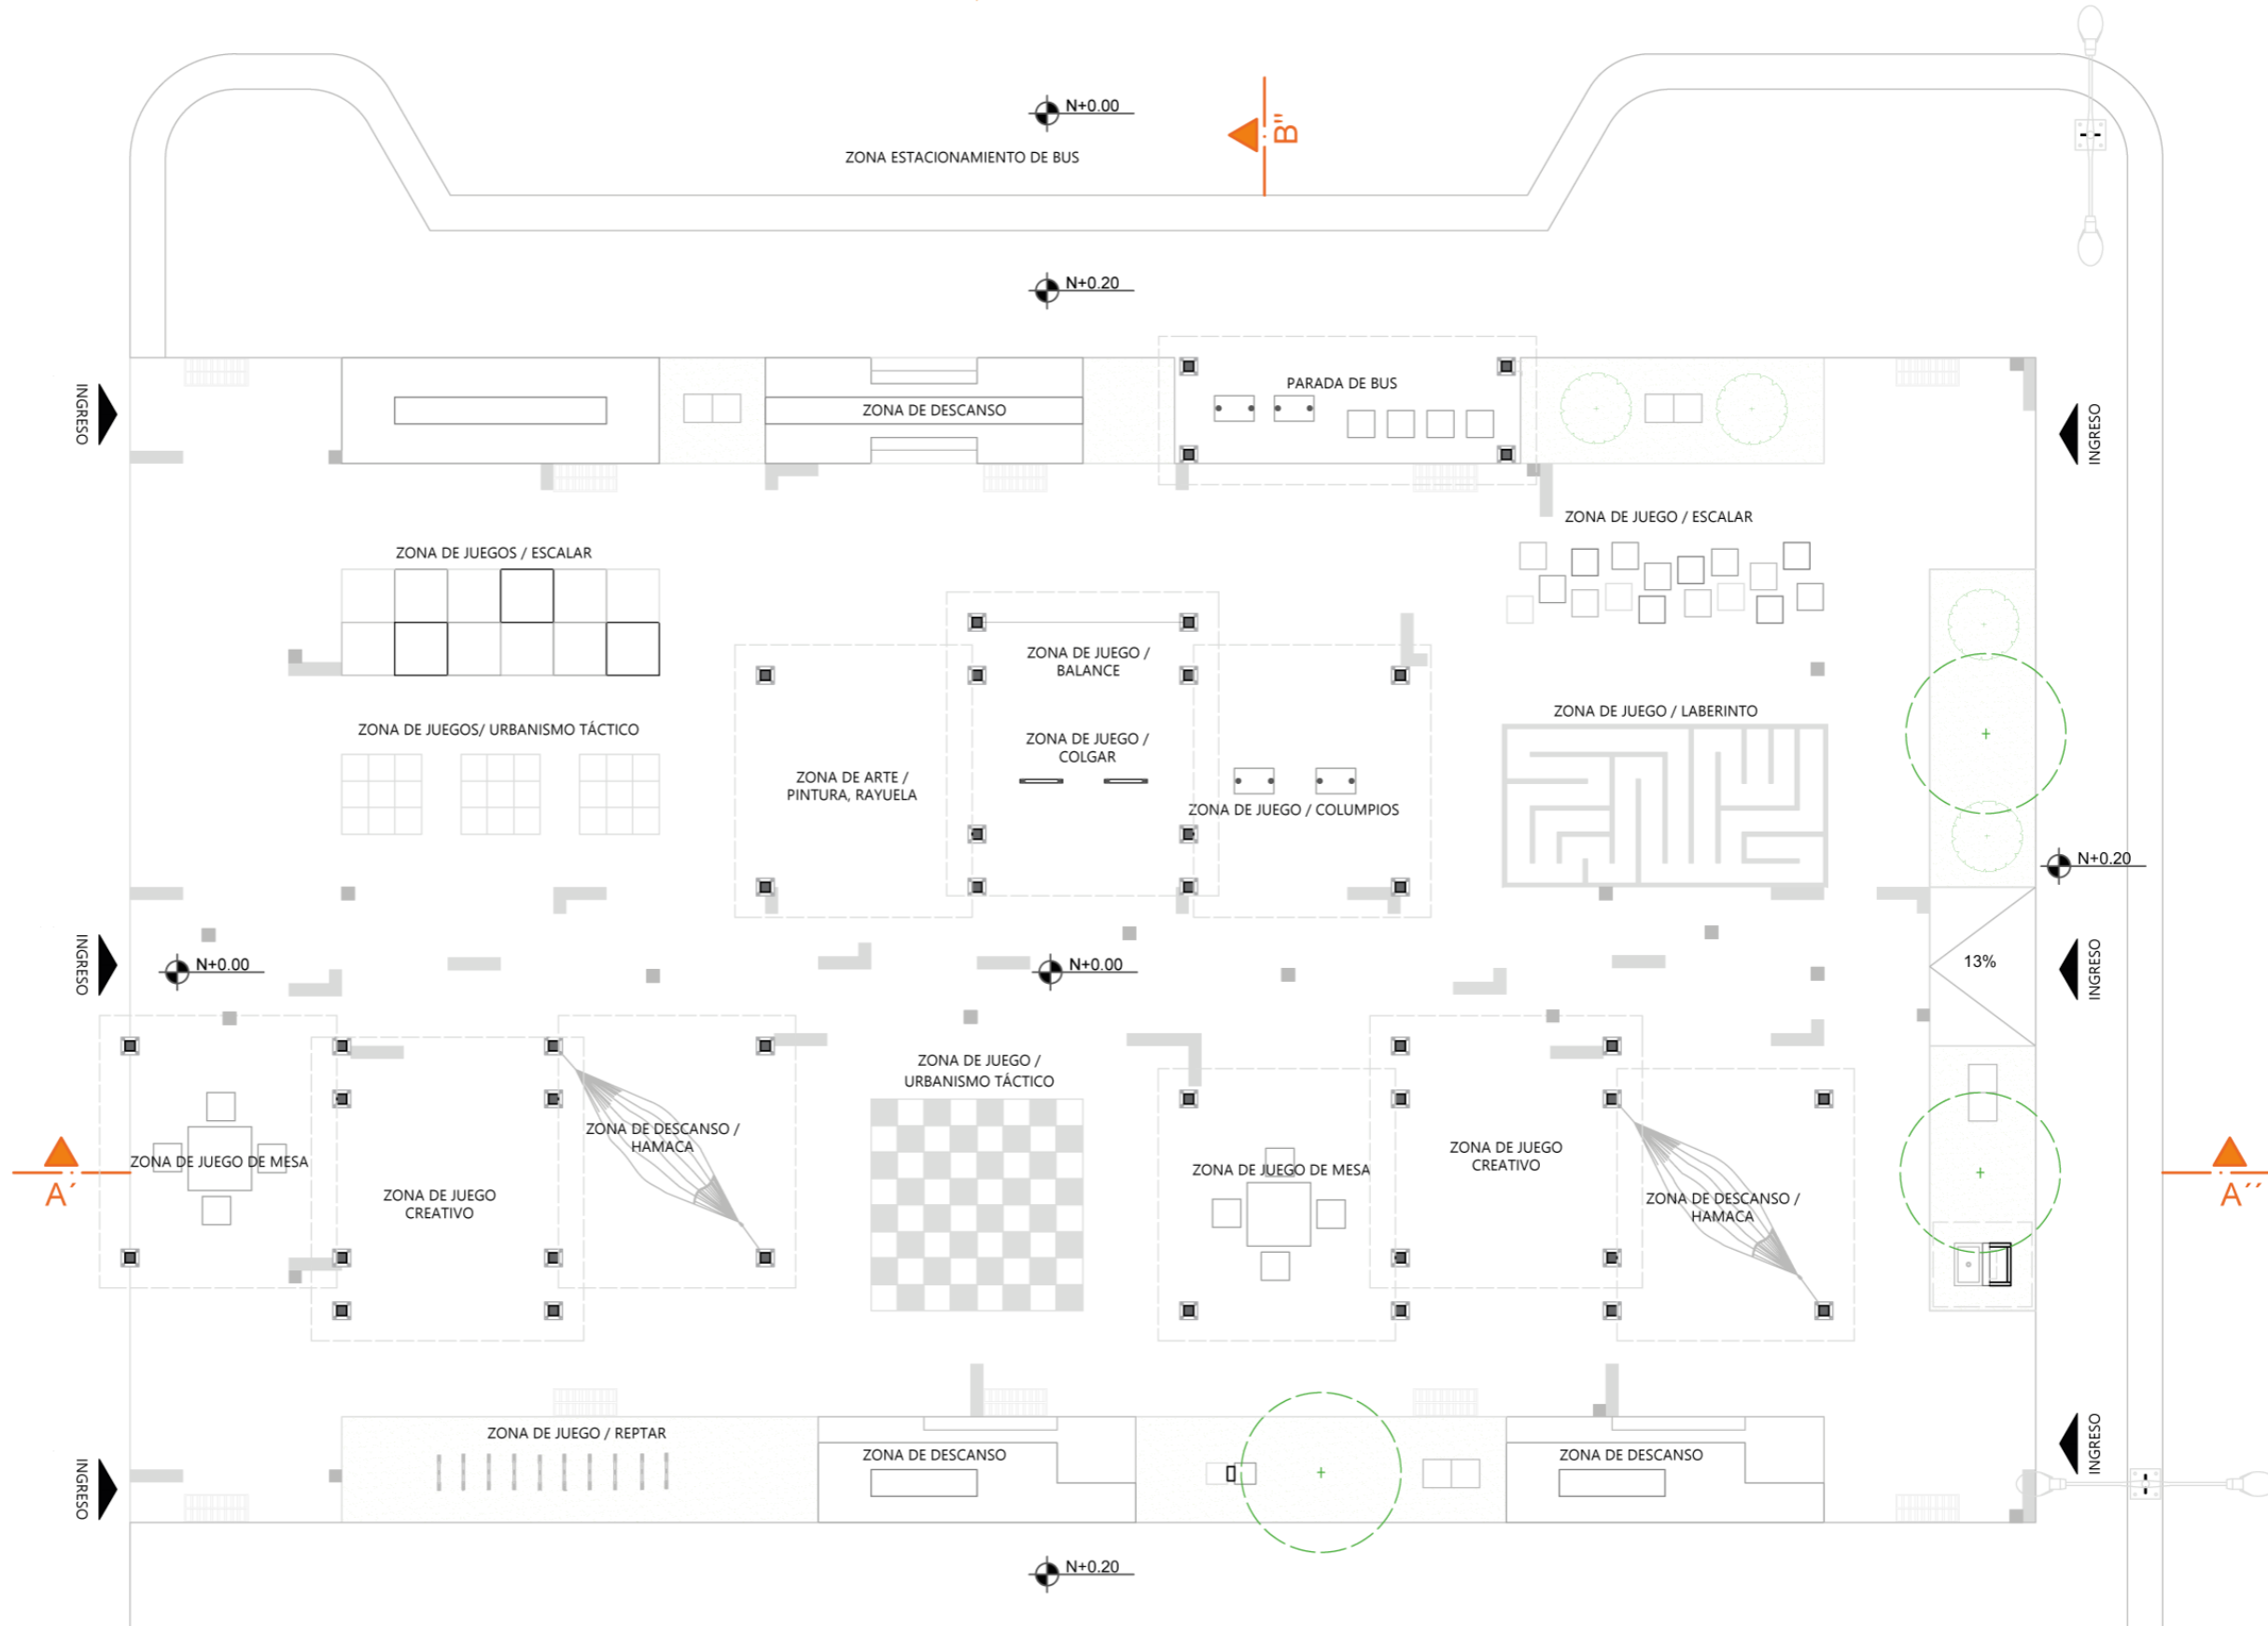 N+0.00
B"
ZONA ESTACIONAMIENTO DE BUS
N+0.20
INGRESO
ZONA DE DESCANSO
PARADA DE BUS
INGRESO
ZONA DE JUEGO / ESCALAR
ZONA DE JUEGOS / ESCALAR
ZONA DE JUEGO /
BALANCE
ZONA DE JUEGOS/ URBANISMO TÁCTICO
ZONA DE JUEGO / LABERINTO
ZONA DE JUEGO /
COLGAR
ZONA DE ARTE /
PINTURA, RAYUELA
ZONA DE JUEGO / COLUMPIOS
N+0.20
INGRESO
N+0.00
N+0.00
13%
INGRESO
ZONA DE JUEGO /
URBANISMO TÁCTICO
ZONA DE DESCANSO /
HAMACA
ZONA DE JUEGO DE MESA
ZONA DE JUEGO
CREATIVO
ZONA DE JUEGO DE MESA
ZONA DE JUEGO
CREATIVO
ZONA DE DESCANSO /
HAMACA
A´
A´´
ZONA DE JUEGO / REPTAR
ZONA DE DESCANSO
ZONA DE DESCANSO
INGRESO
INGRESO
N+0.20